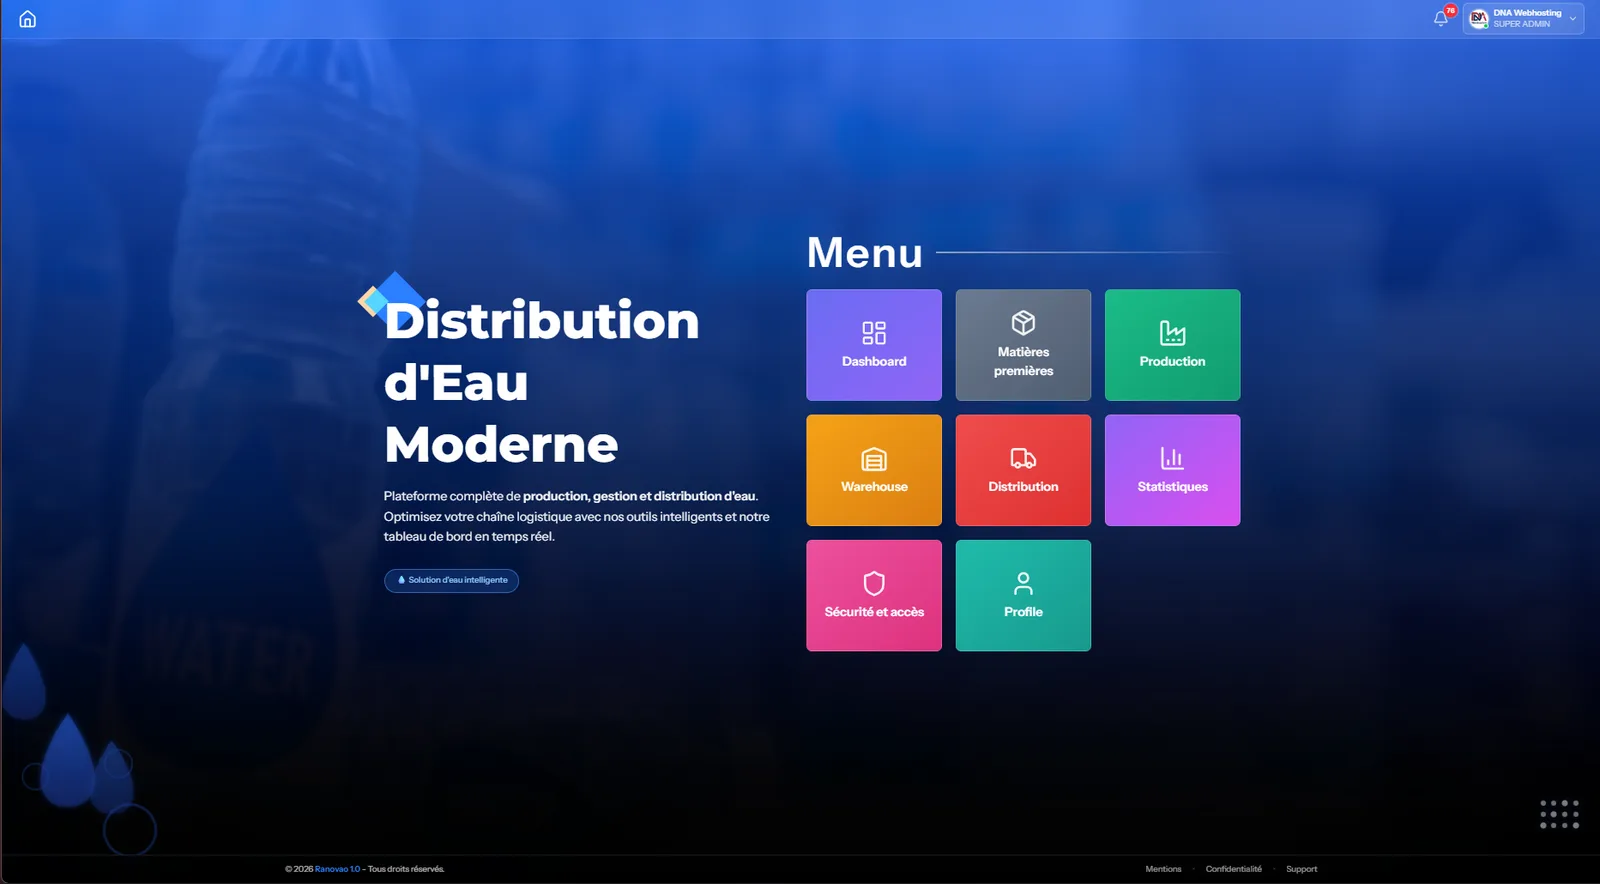 76
DNA Webhosting
SUPER ADMIN
Distribution
d'Eau
Moderne
Plateforme complète de production, gestion et distribution d'eau.
Optimisez votre chaîne logistique avec nos outils intelligents et notre
tableau de bord en temps réel.
Solution d'eau intelligente
Menu
Dashboard
Matières
premières
Production
Warehouse
Distribution
Statistiques
Sécurité et accès
Profile
WATER
© 2026 Ranovao 1.0 - Tous droits réservés.
Mentions · Confidentialité · Support